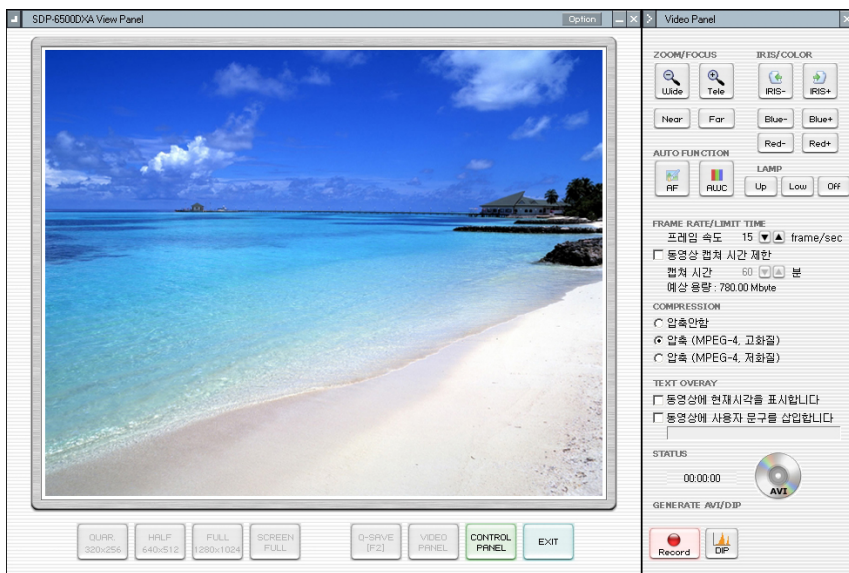 SDP-6500DXA View Panel
Option
Video Panel
ZOOM/FOCUS
IRIS/COLOR
Wide
Tele
IRIS-
IRIS+
Near
Far
Blue-
Blue+
Red-
Red+
AUTO FUNCTION
LAMP
AF
AWC
Up
Low
Off
FRAME RATE/LIMIT TIME
프레임 속도 15 frame/sec
동영상 캡쳐 시간 제한
캡쳐 시간 60 분
예상 용량 : 780.00 Mbyte
COMPRESSION
압축안함
압축 (MPEG-4, 고화질)
압축 (MPEG-4, 저화질)
TEXT OVERAY
동영상에 현재시각을 표시합니다
동영상에 사용자 문구를 삽입합니다
STATUS
00:00:00
AVI
GENERATE AVI/DIP
Record
DIP
QUAR.
320x256
HALF
640x512
FULL
1280x1024
SCREEN
FULL
Q-SAVE
[F2]
VIDEO
PANEL
CONTROL
PANEL
EXIT